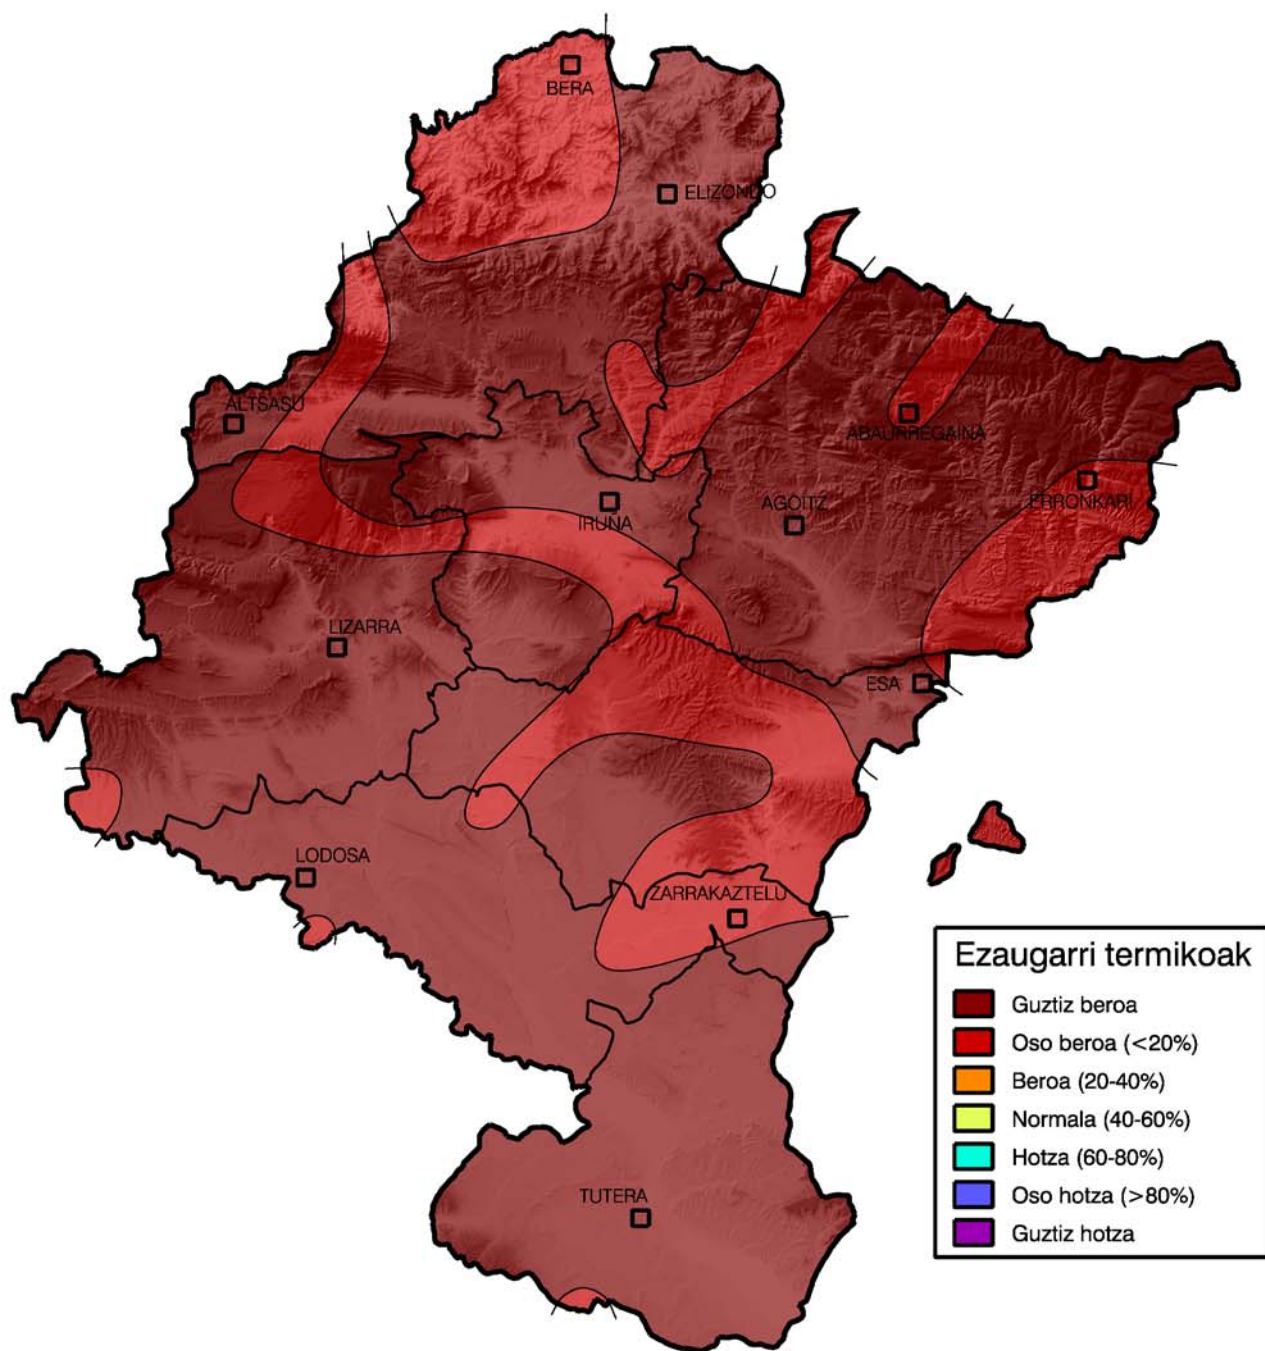 BERA
ELIZONDO
ALTSASU
ABAURREGAINA
ERRONKARI
IRUÑA
AGOITZ
LIZARRA
ESA
LODOSA
ZARRAKAZTELU
TUTERA
Ezaugarri termikoak
Guztiz beroa
Oso beroa (<20%)
Beroa (20-40%)
Normala (40-60%)
Hotza (60-80%)
Oso hotza (>80%)
Guztiz hotza